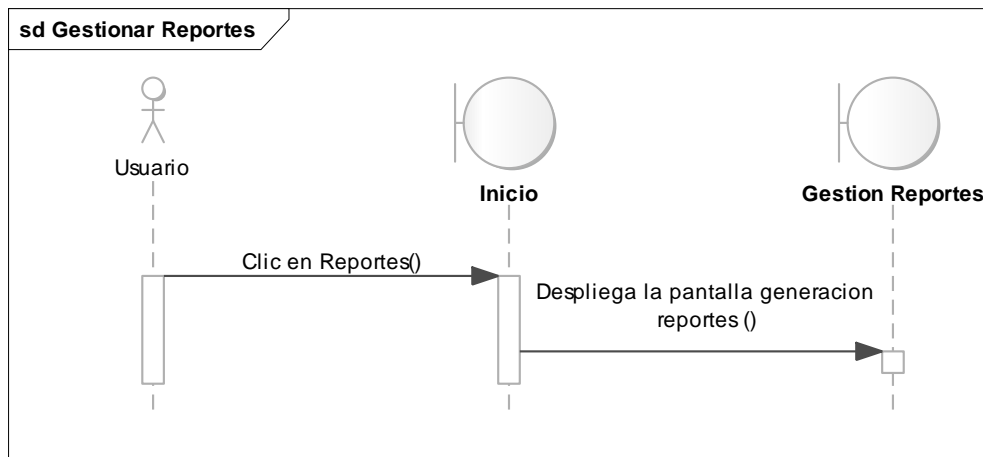 sd Gestionar Reportes
Usuario
Inicio
Gestion Reportes
Clic en Reportes()
Despliega la pantalla generacion
reportes ()